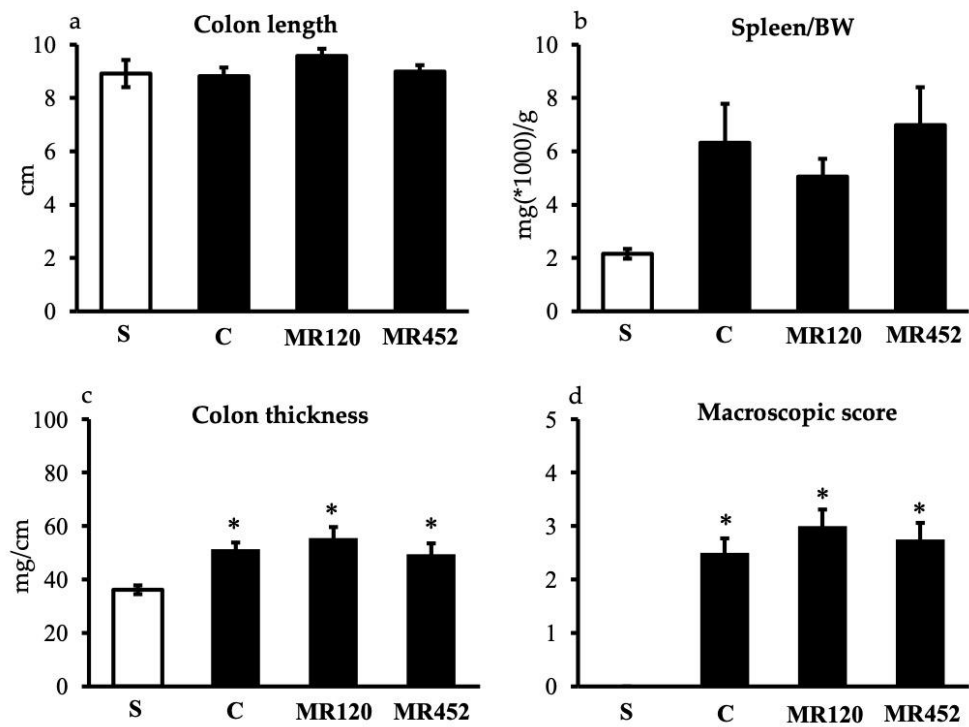 a
Colon length
10
8
6
4
2
0
cm
S
C
MR120
MR452
b
Spleen/BW
10
8
6
4
2
0
mg(*1000)/g
S
C
MR120
MR452
c
Colon thickness
100
80
60
40
20
0
mg/cm
*
*
*
S
C
MR120
MR452
d
Macroscopic score
5
4
3
2
1
0
*
*
*
S
C
MR120
MR452